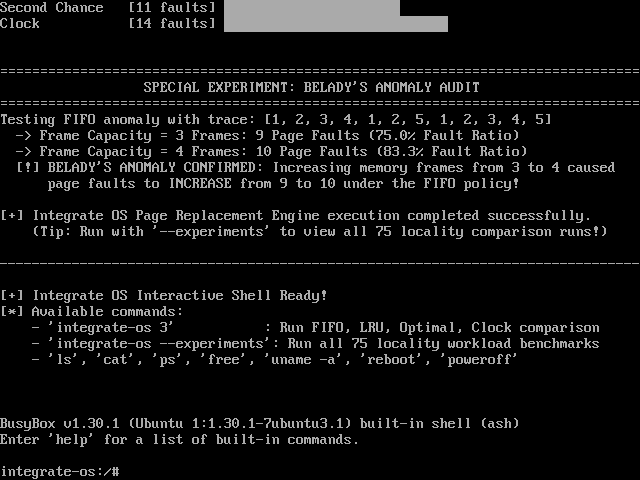 Second Chance   [11 faults]
Clock           [14 faults]
================================================================================
                  SPECIAL EXPERIMENT: BELADY'S ANOMALY AUDIT
================================================================================
Testing FIFO anomaly with trace: [1, 2, 3, 4, 1, 2, 5, 1, 2, 3, 4, 5]
  -> Frame Capacity = 3 Frames: 9 Page Faults (75.0% Fault Ratio)
  -> Frame Capacity = 4 Frames: 10 Page Faults (83.3% Fault Ratio)
  [!] BELADY'S ANOMALY CONFIRMED: Increasing memory frames from 3 to 4 caused
      page faults to INCREASE from 9 to 10 under the FIFO policy!
[+] Integrate OS Page Replacement Engine execution completed successfully.
    (Tip: Run with '--experiments' to view all 75 locality comparison runs!)
--------------------------------------------------------------------------------
[+] Integrate OS Interactive Shell Ready!
[*] Available commands:
    - 'integrate-os 3'           : Run FIFO, LRU, Optimal, Clock comparison
    - 'integrate-os --experiments': Run all 75 locality workload benchmarks
    - 'ls', 'cat', 'ps', 'free', 'uname -a', 'reboot', 'poweroff'
BusyBox v1.30.1 (Ubuntu 1:1.30.1-7ubuntu3.1) built-in shell (ash)
Enter 'help' for a list of built-in commands.
integrate-os:/#